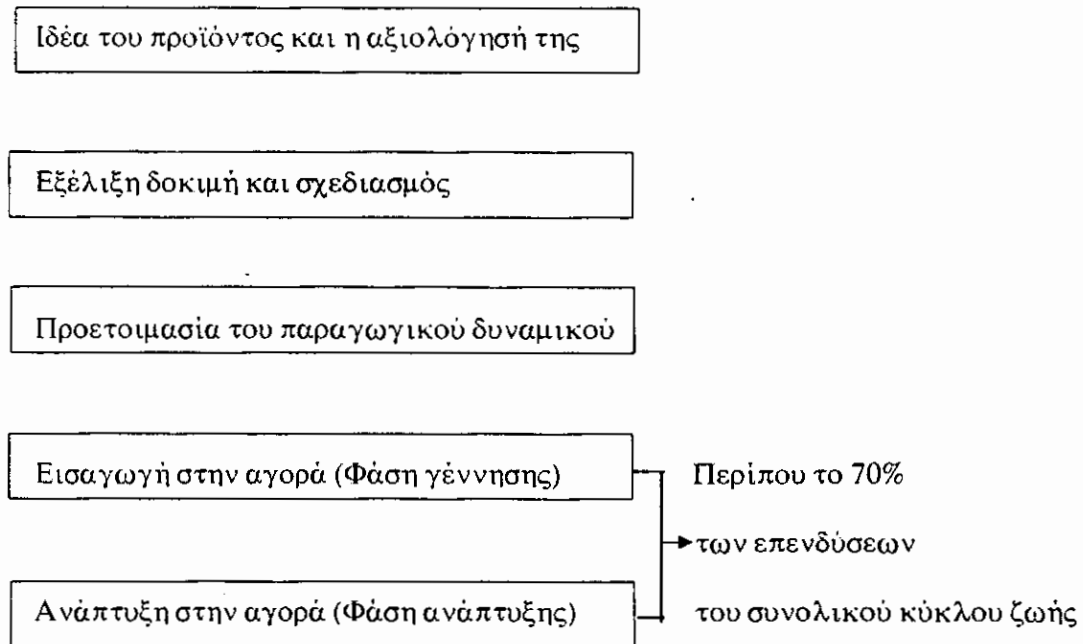 Ιδέα του προϊόντος και η αξιολόγησή της
Εξέλιξη δοκιμή και σχεδιασμός
Προετοιμασία του παραγωγικού δυναμικού
Εισαγωγή στην αγορά (Φάση γέννησης)
Περίπου το 70%
των επενδύσεων
Ανάπτυξη στην αγορά (Φάση ανάπτυξης)
του συνολικού κύκλου ζωής